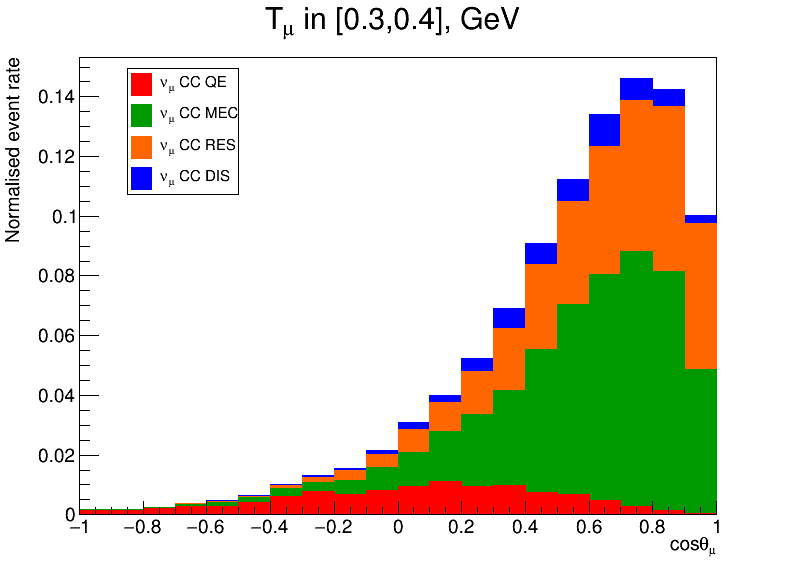 Tμ in [0.3,0.4], GeV
Normalised event rate
νμ CC QE
νμ CC MEC
νμ CC RES
νμ CC DIS
0.14
0.12
0.1
0.08
0.06
0.04
0.02
0
−1 −0.8 −0.6 −0.4 −0.2 0 0.2 0.4 0.6 0.8 1
cosθμ